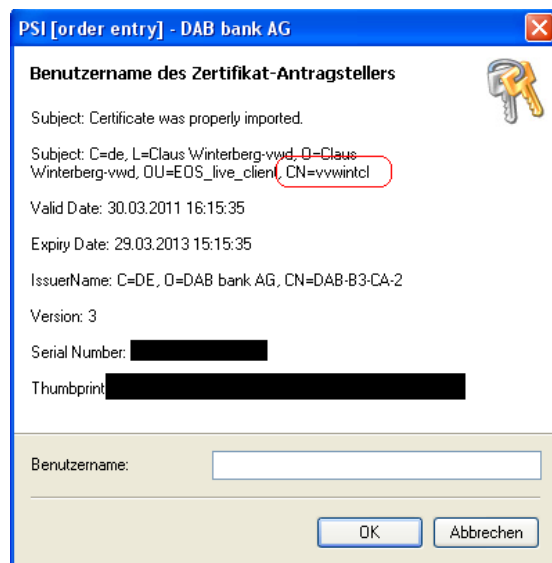 PSI [order entry] - DAB bank AG
Benutzername des Zertifikat-Antragstellers
Subject: Certificate was properly imported.
Subject: C=de, L=Claus Winterberg-vwd, O=Claus
Winterberg-vwd, OU=EOS_live_client, CN=vvwintcl
Valid Date: 30.03.2011 16:15:35
Expiry Date: 29.03.2013 15:15:35
IssuerName: C=DE, O=DAB bank AG, CN=DAB-B3-CA-2
Version: 3
Serial Number:
Thumbprint
Benutzername:
OK Abbrechen